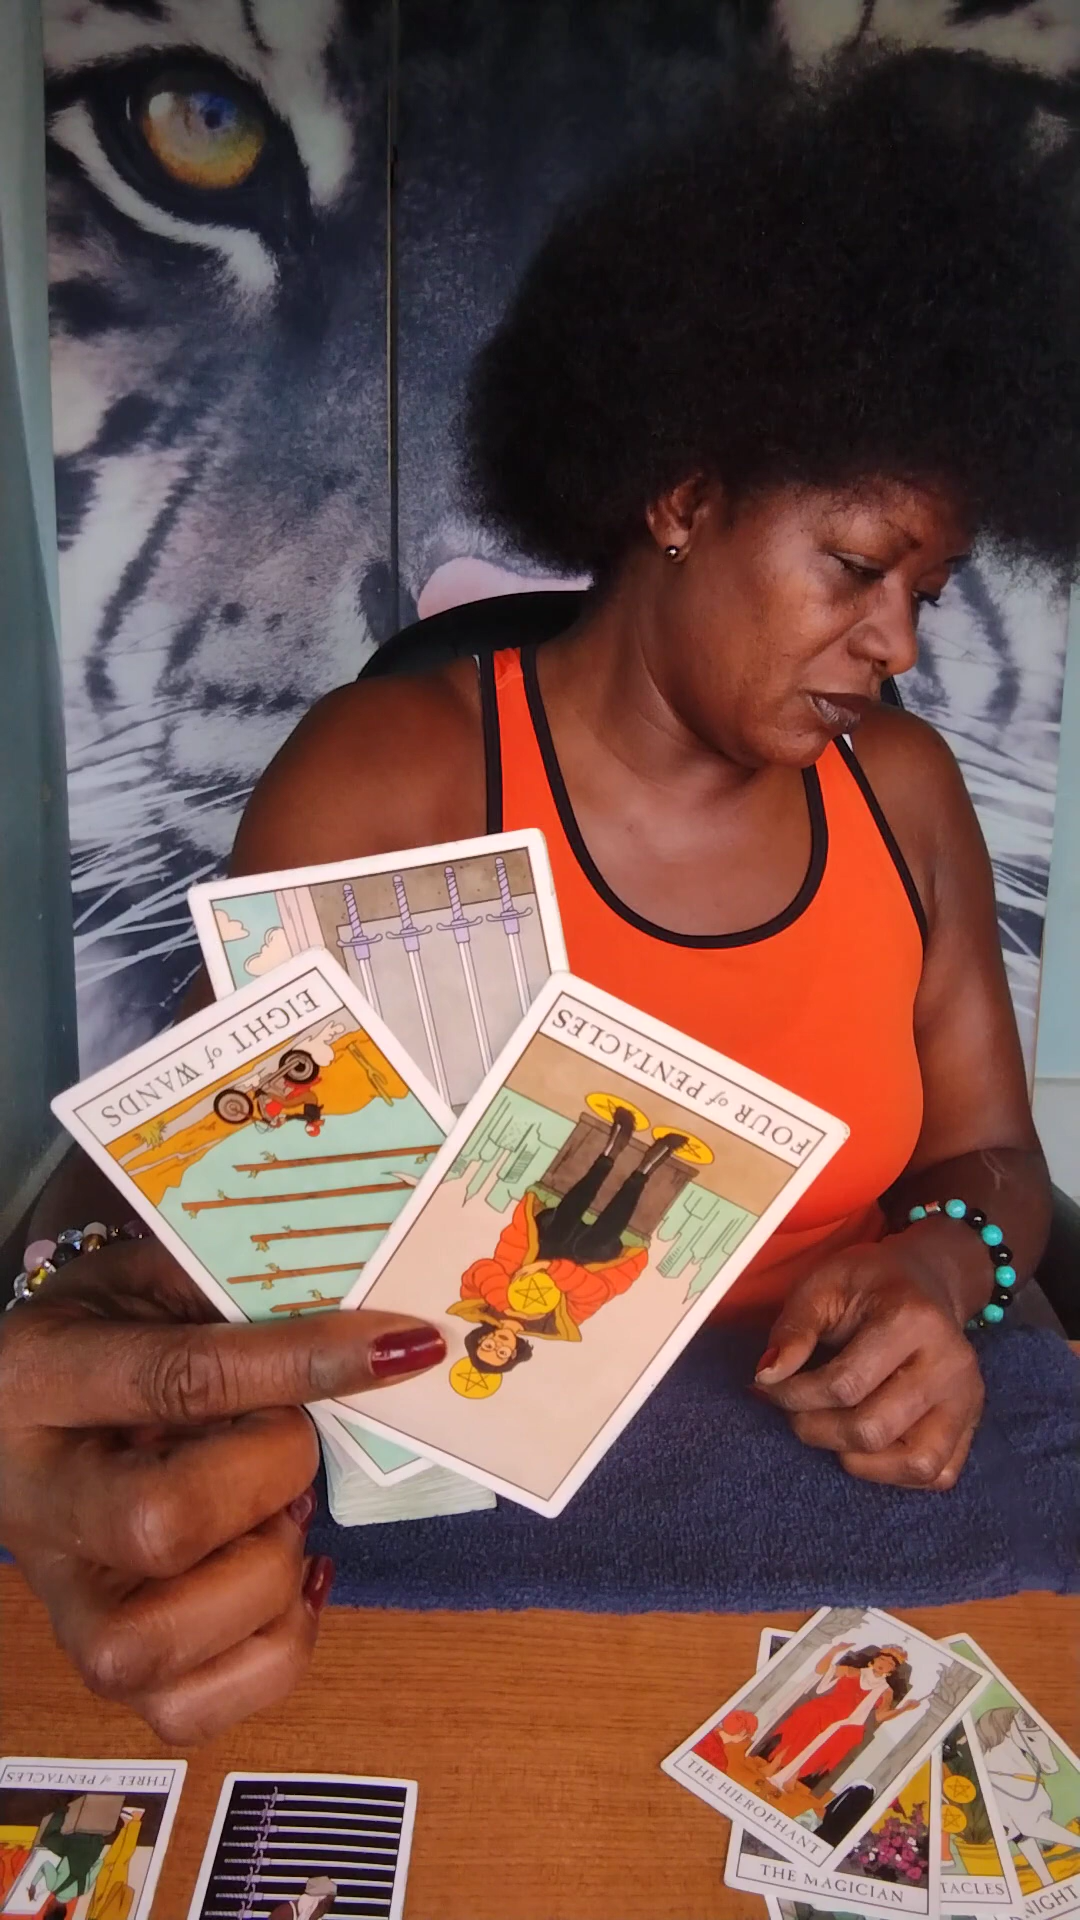 EIGHT of WANDS
FOUR of PENTACLES
V
THE HIEROPHANT
THE MAGICIAN
TACLES
NIGHT
THREE of PENTACLES